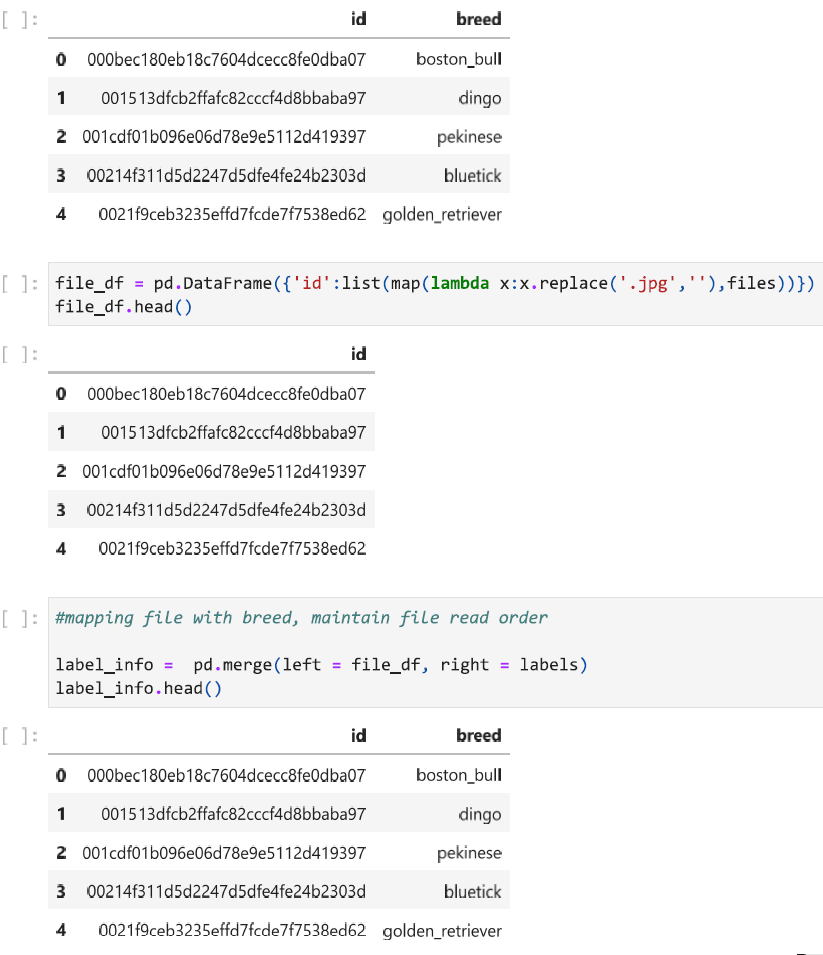 [ ]:
id breed
0 000bec180eb18c7604dcecc8fe0dba07 boston_bull
1 001513dfcb2ffafc82cccf4d8bbaba97 dingo
2 001cdf01b096e06d78e9e5112d419397 pekinese
3 00214f311d5d2247d5dfe4fe24b2303d bluetick
4 0021f9ceb3235effd7fcde7f7538ed62 golden_retriever
[ ]: file_df = pd.DataFrame({'id':list(map(lambda x:x.replace('.jpg',''),files))})
file_df.head()
[ ]:
id
0 000bec180eb18c7604dcecc8fe0dba07
1 001513dfcb2ffafc82cccf4d8bbaba97
2 001cdf01b096e06d78e9e5112d419397
3 00214f311d5d2247d5dfe4fe24b2303d
4 0021f9ceb3235effd7fcde7f7538ed62
[ ]: #mapping file with breed, maintain file read order
label_info =  pd.merge(left = file_df, right = labels)
label_info.head()
[ ]:
id breed
0 000bec180eb18c7604dcecc8fe0dba07 boston_bull
1 001513dfcb2ffafc82cccf4d8bbaba97 dingo
2 001cdf01b096e06d78e9e5112d419397 pekinese
3 00214f311d5d2247d5dfe4fe24b2303d bluetick
4 0021f9ceb3235effd7fcde7f7538ed62 golden_retriever